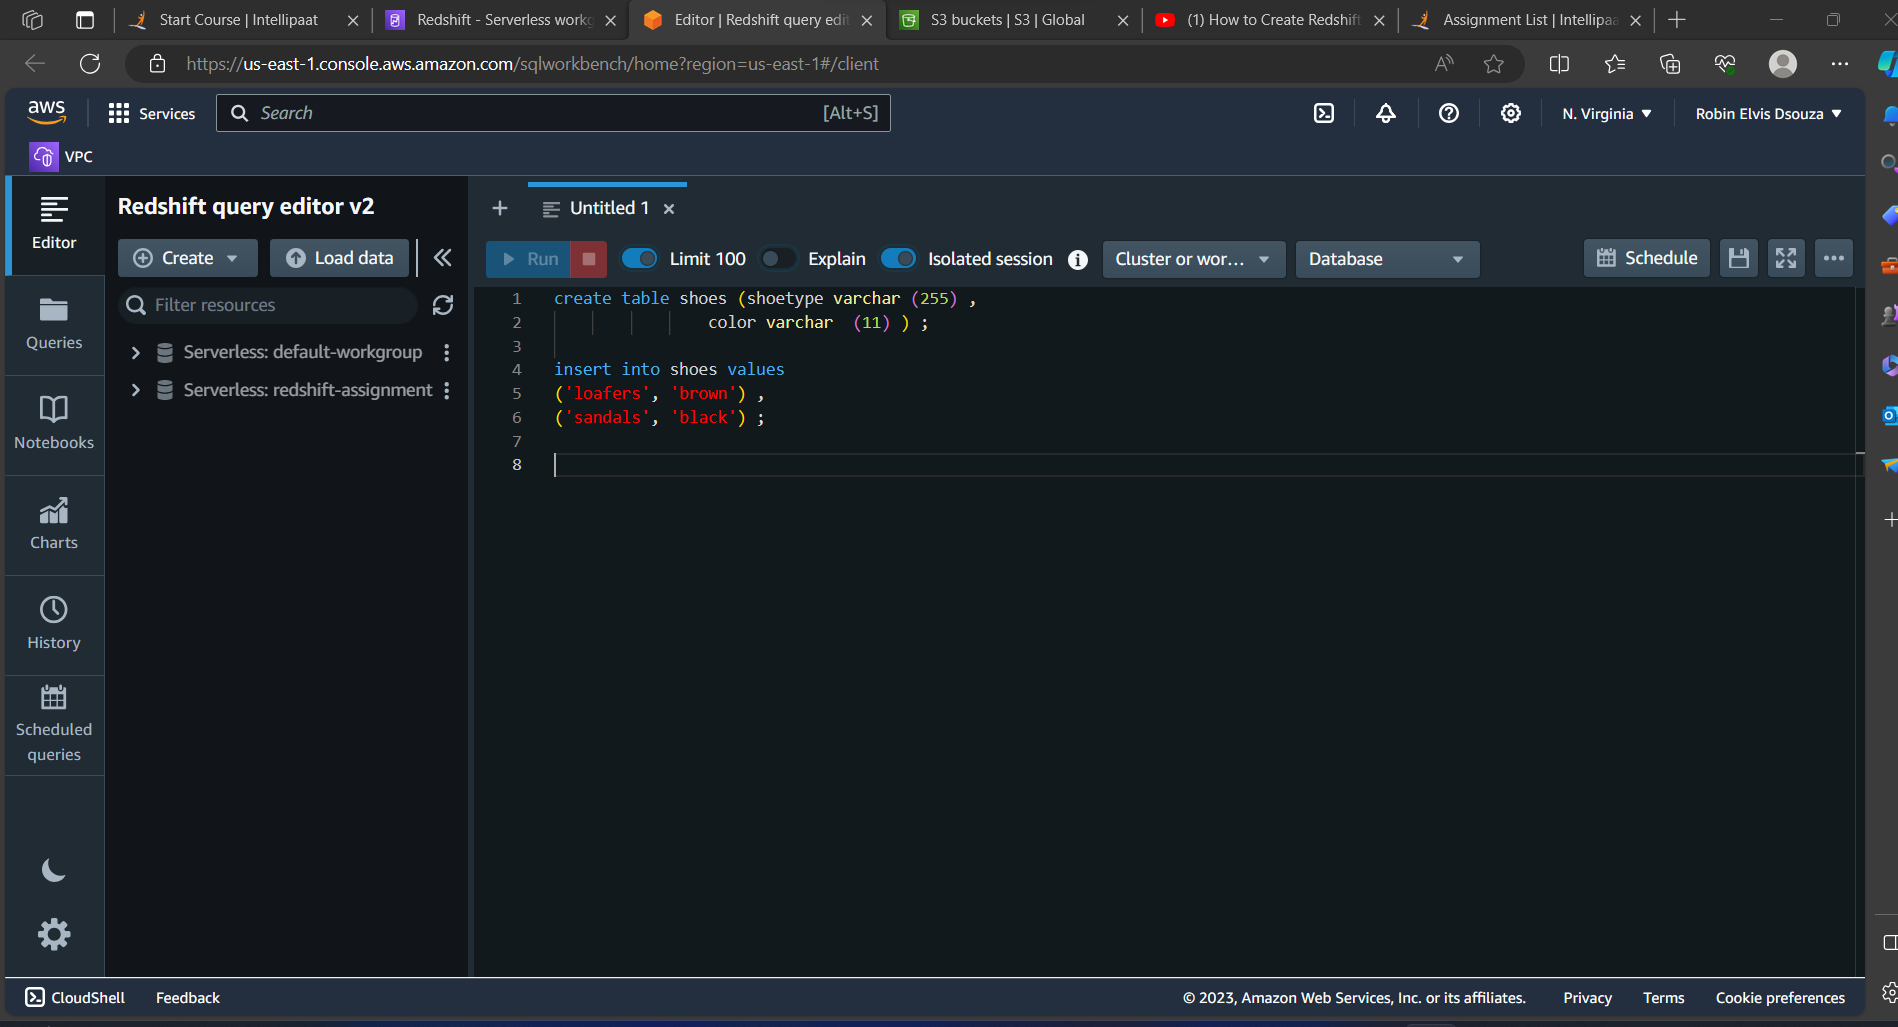 Start Course | Intellipaat
Redshift - Serverless workg
Editor | Redshift query edit
S3 buckets | S3 | Global
(1) How to Create Redshift
Assignment List | Intellipaa
https://us-east-1.console.aws.amazon.com/sqlworkbench/home?region=us-east-1#/client
aws
Services
Search
[Alt+S]
N. Virginia
Robin Elvis Dsouza
VPC
Editor
Queries
Notebooks
Charts
History
Scheduled
queries
Redshift query editor v2
Create
Load data
Filter resources
Serverless: default-workgroup
Serverless: redshift-assignment
Untitled 1
Run
Limit 100
Explain
Isolated session
Cluster or wor...
Database
Schedule
1 create table shoes (shoetype varchar (255) ,
2 color varchar (11) ) ;
3
4 insert into shoes values
5 ('loafers', 'brown') ,
6 ('sandals', 'black') ;
7
8
CloudShell
Feedback
© 2023, Amazon Web Services, Inc. or its affiliates.
Privacy
Terms
Cookie preferences